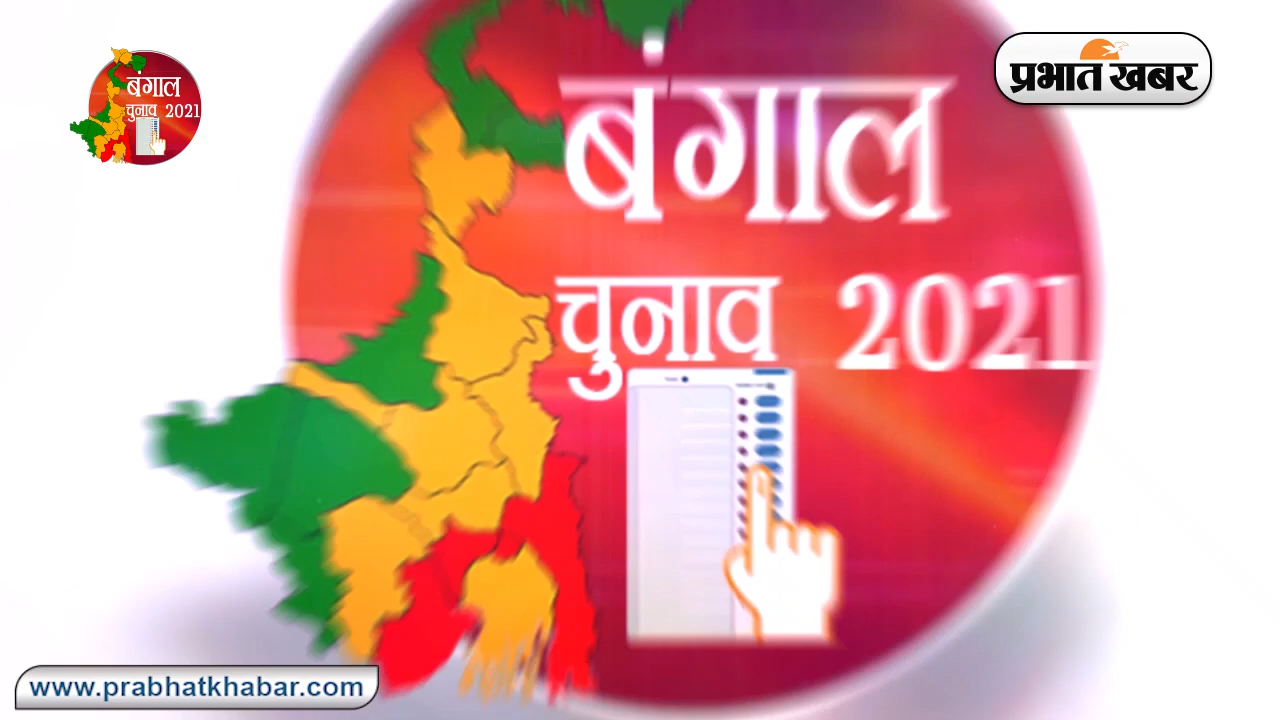 बंगाल
चुनाव 2021
प्रभात खबर
बंगाल
चुनाव 2021
www.prabhatkhabar.com